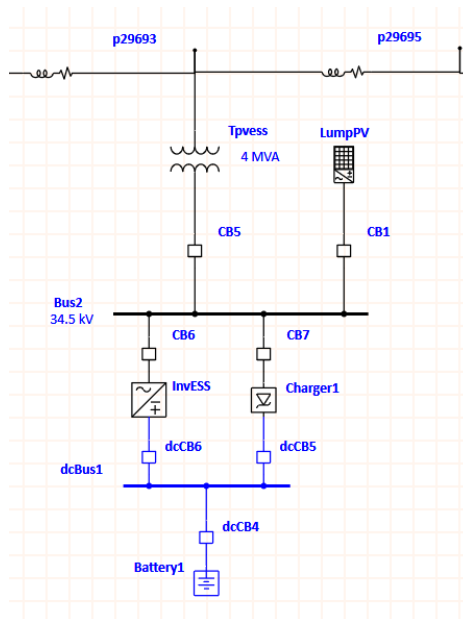 p29693
p29695
Tpvess
4 MVA
LumpPV
CB5
CB1
Bus2
34.5 kV
CB6
CB7
InvESS
Charger1
dcCB6
dcCB5
dcBus1
dcCB4
Battery1